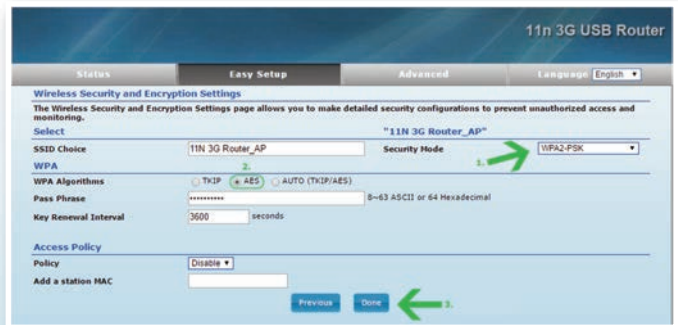 11n 3G USB Router
Status Easy Setup Advanced Language English
Wireless Security and Encryption Settings
The Wireless Security and Encryption Settings page allows you to make detailed security configurations to prevent unauthorized access and
monitoring.
Select "11N 3G Router_AP"
SSID Choice 11N 3G Router_AP Security Mode WPA2-PSK
1.
WPA 2.
WPA Algorithms TKIP AES AUTO (TKIP/AES)
Pass Phrase •••••••••• 8~63 ASCII or 64 Hexadecimal
Key Renewal Interval 3600 seconds
Access Policy
Policy Disable
Add a station MAC
Previous Done 3.